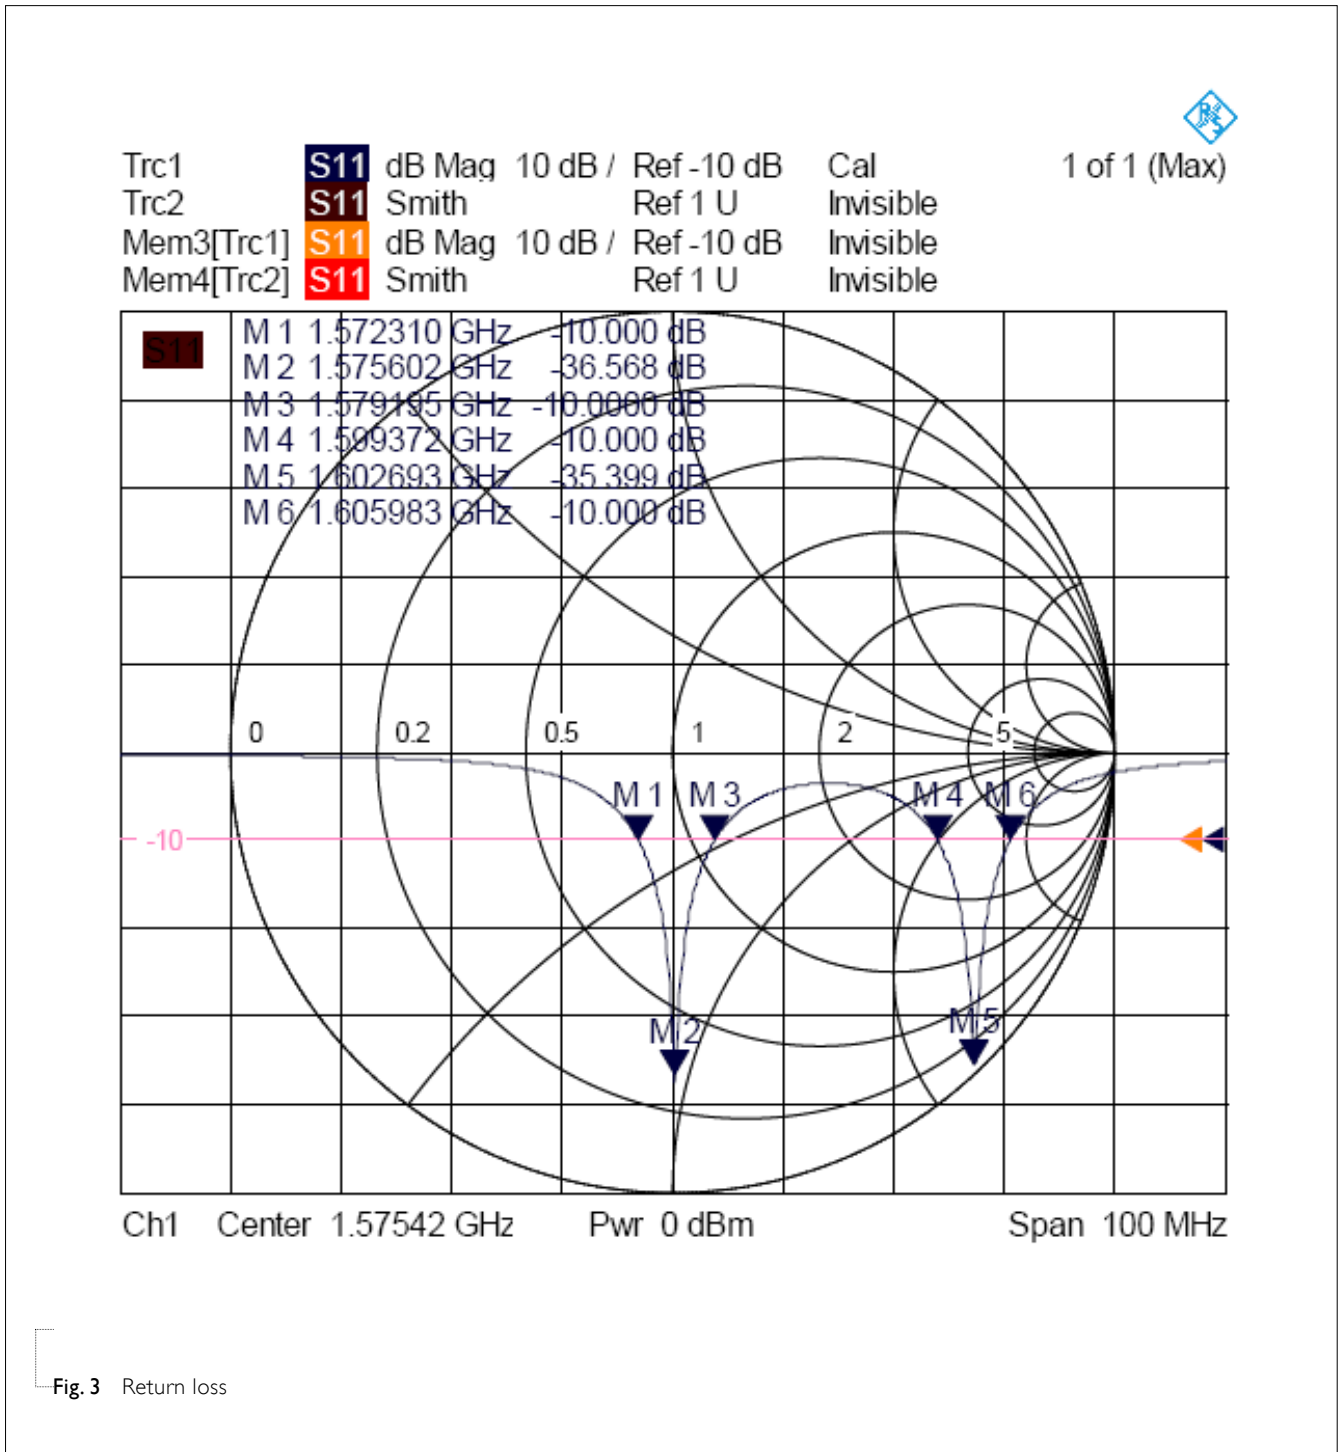 Trc1 S11 dB Mag 10 dB / Ref -10 dB Cal 1 of 1 (Max)
Trc2 S11 Smith Ref 1 U Invisible
Mem3[Trc1] S11 dB Mag 10 dB / Ref -10 dB Invisible
Mem4[Trc2] S11 Smith Ref 1 U Invisible
S11
M 1 1.572310 GHz -10.000 dB
M 2 1.575602 GHz -36.568 dB
M 3 1.579195 GHz -10.0000 dB
M 4 1.599372 GHz -10.000 dB
M 5 1.602693 GHz -35.399 dB
M 6 1.605983 GHz -10.000 dB
0 0.2 0.5 1 2 5
M 1 M 3 M 4 M 6
-10
M 2 M 5
Ch1 Center 1.57542 GHz Pwr 0 dBm Span 100 MHz
Fig. 3 Return loss